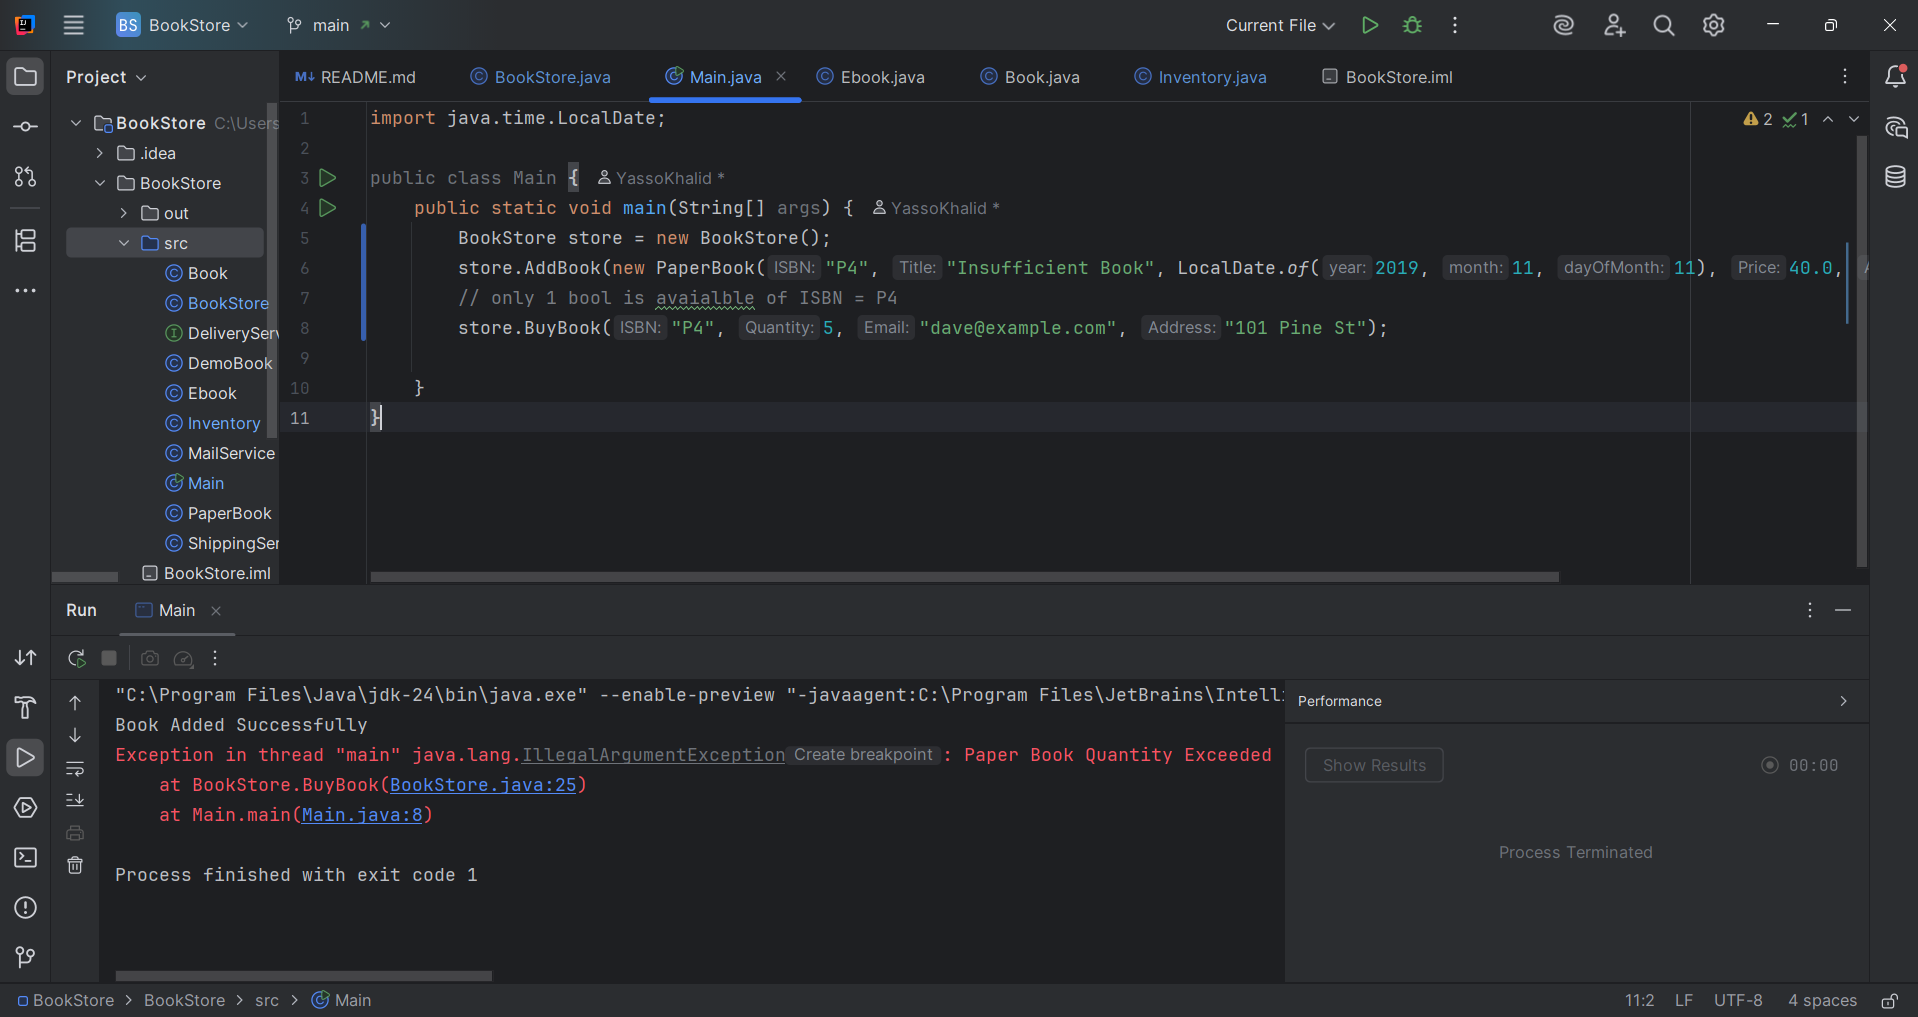 BS BookStore main Current File
Project README.md BookStore.java Main.java Ebook.java Book.java Inventory.java BookStore.iml
BookStore C:\Users
.idea
BookStore
out
src
Book
BookStore
DeliveryServ
DemoBook
Ebook
Inventory
MailService
Main
PaperBook
ShippingSer
BookStore.iml
2 1
1 import java.time.LocalDate;
2
3 public class Main { YassoKhalid *
4 public static void main(String[] args) { YassoKhalid *
5 BookStore store = new BookStore();
6 store.AddBook(new PaperBook( ISBN: "P4", Title: "Insufficient Book", LocalDate.of( year: 2019, month: 11, dayOfMonth: 11), Price: 40.0,
7 // only 1 bool is avaialble of ISBN = P4
8 store.BuyBook( ISBN: "P4", Quantity: 5, Email: "dave@example.com", Address: "101 Pine St");
9
10 }
11 }
Run Main
"C:\Program Files\Java\jdk-24\bin\java.exe" --enable-preview "-javaagent:C:\Program Files\JetBrains\Intelli
Book Added Successfully
Exception in thread "main" java.lang.IllegalArgumentException Create breakpoint : Paper Book Quantity Exceeded
at BookStore.BuyBook(BookStore.java:25)
at Main.main(Main.java:8)
Process finished with exit code 1
Performance
Show Results 00:00
Process Terminated
BookStore > BookStore > src > Main 11:2 LF UTF-8 4 spaces